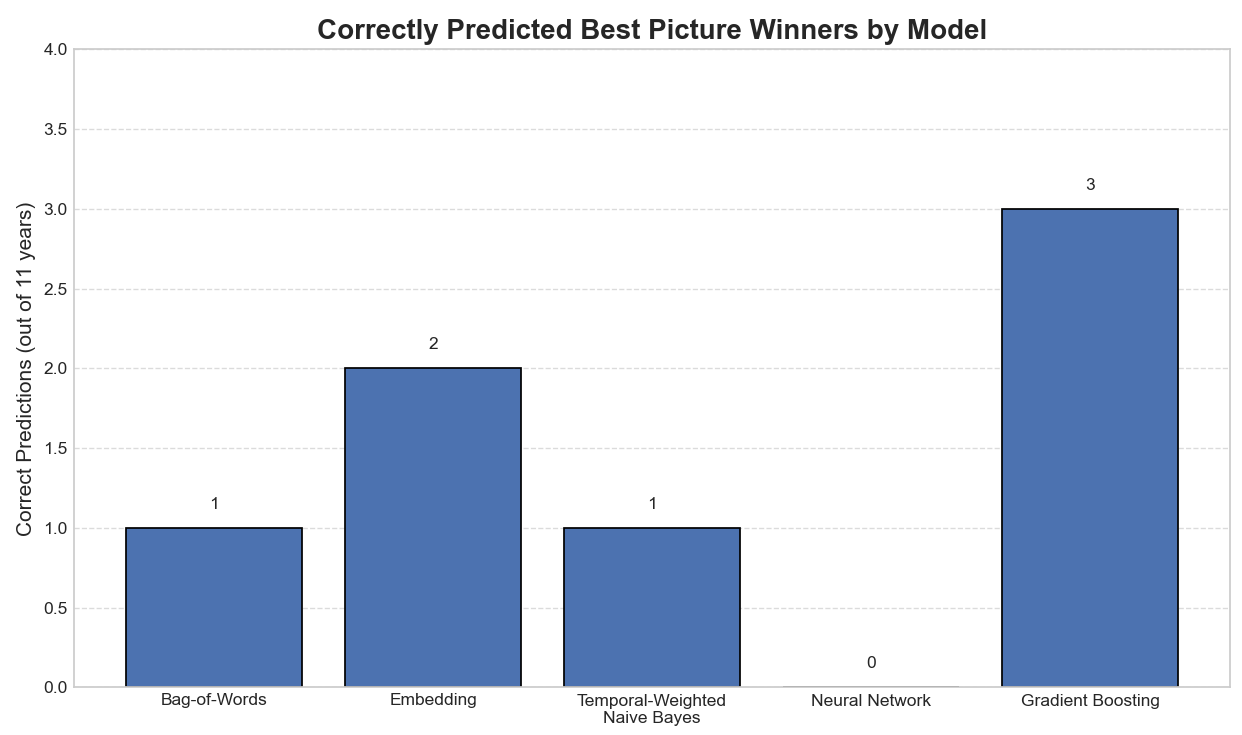 Correctly Predicted Best Picture Winners by Model
Correct Predictions (out of 11 years)
4.0
3.5
3.0
2.5
2.0
1.5
1.0
0.5
0.0
1
2
1
0
3
Bag-of-Words
Embedding
Temporal-Weighted
Naive Bayes
Neural Network
Gradient Boosting